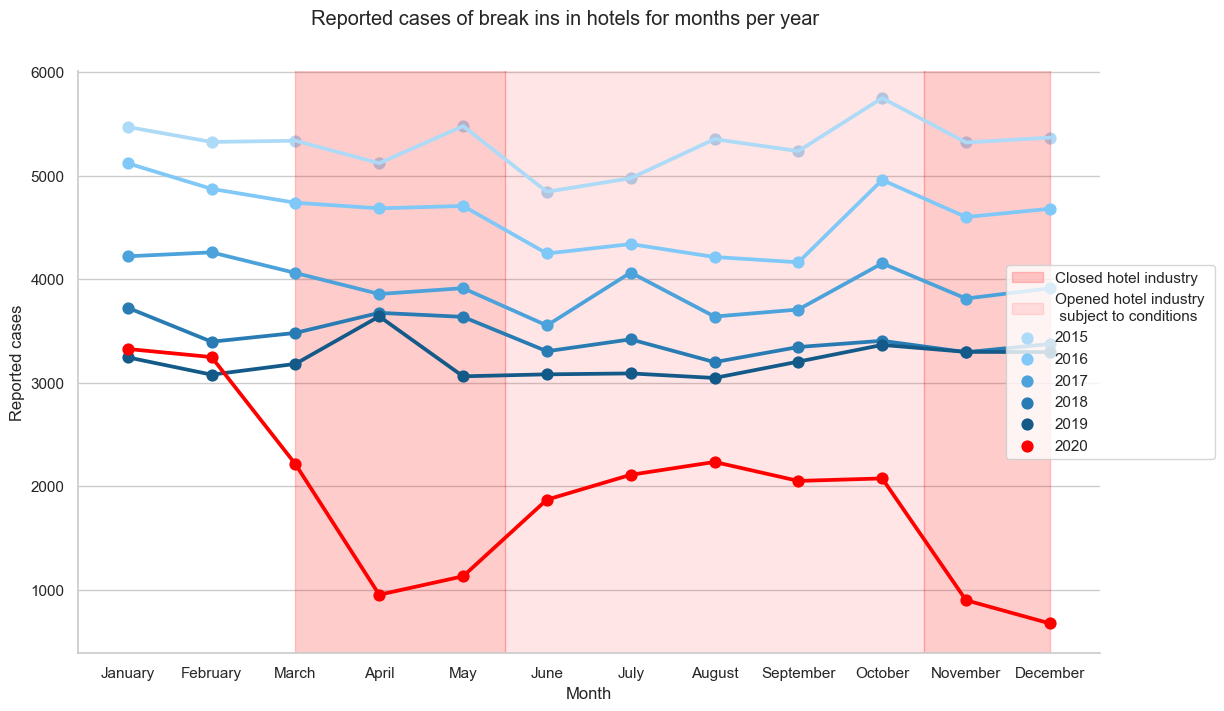 Reported cases of break ins in hotels for months per year
Reported cases
6000
5000
4000
3000
2000
1000
January February March April May June July August September October November December
Month
Closed hotel industry
Opened hotel industry
subject to conditions
2015
2016
2017
2018
2019
2020